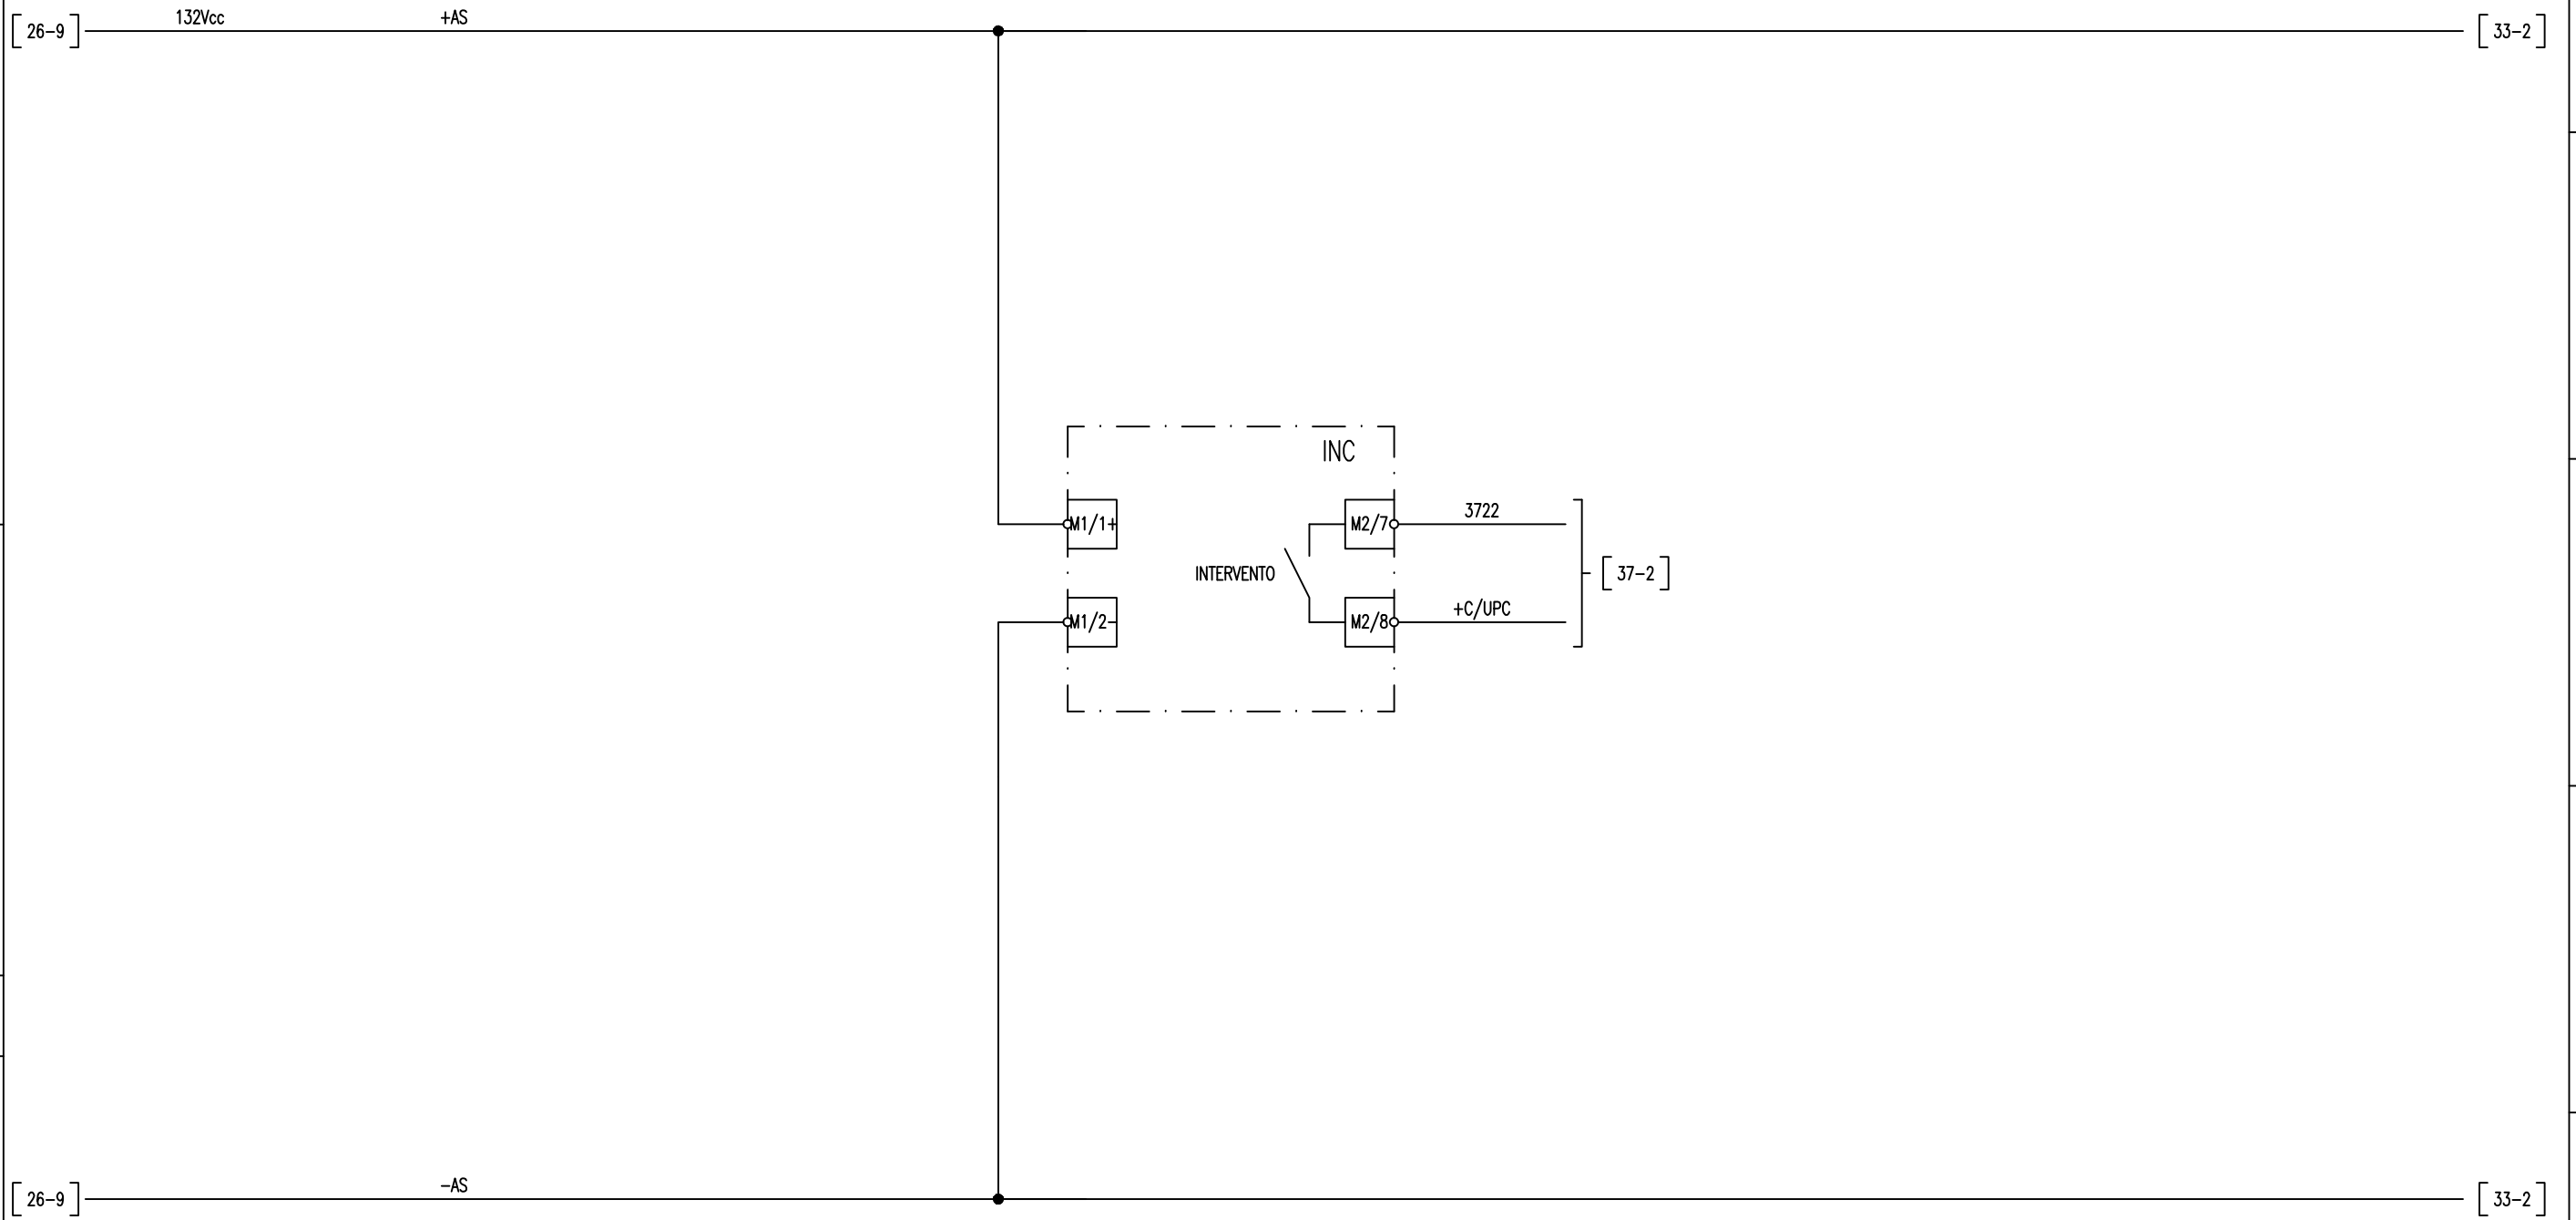 26-9 132Vcc +AS 33-2
INC
M1/1+ M2/7 3722
INTERVENTO 37-2
M1/2- M2/8 +C/UPC
26-9 -AS 33-2